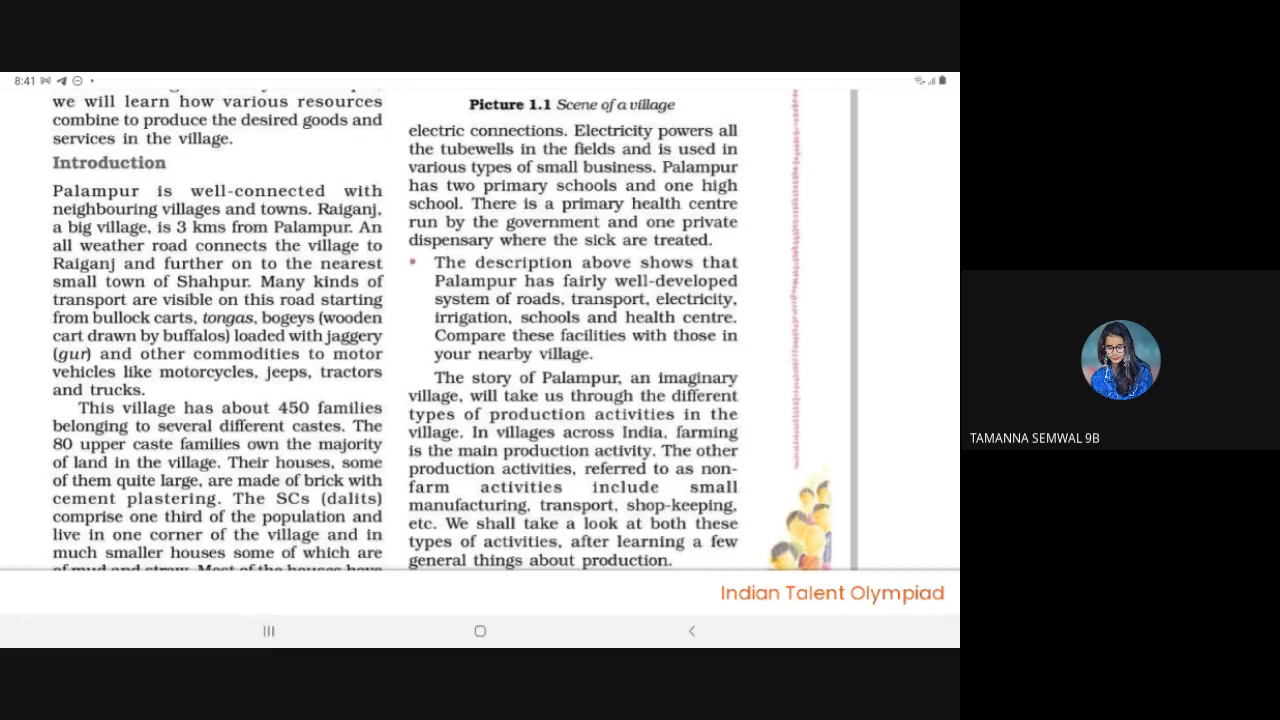 8:41
we will learn how various resources
combine to produce the desired goods and
services in the village.
Introduction
Palampur is well-connected with
neighbouring villages and towns. Raiganj,
a big village, is 3 kms from Palampur. An
all weather road connects the village to
Raiganj and further on to the nearest
small town of Shahpur. Many kinds of
transport are visible on this road starting
from bullock carts, tongas, bogeys (wooden
cart drawn by buffalos) loaded with jaggery
(gur) and other commodities to motor
vehicles like motorcycles, jeeps, tractors
and trucks.
This village has about 450 families
belonging to several different castes. The
80 upper caste families own the majority
of land in the village. Their houses, some
of them quite large, are made of brick with
cement plastering. The SCs (dalits)
comprise one third of the population and
live in one corner of the village and in
much smaller houses some of which are
of mud and straw. Most of the houses have
Picture 1.1 Scene of a village
electric connections. Electricity powers all
the tubewells in the fields and is used in
various types of small business. Palampur
has two primary schools and one high
school. There is a primary health centre
run by the government and one private
dispensary where the sick are treated.
• The description above shows that
Palampur has fairly well-developed
system of roads, transport, electricity,
irrigation, schools and health centre.
Compare these facilities with those in
your nearby village.
The story of Palampur, an imaginary
village, will take us through the different
types of production activities in the
village. In villages across India, farming
is the main production activity. The other
production activities, referred to as non-
farm activities include small
manufacturing, transport, shop-keeping,
etc. We shall take a look at both these
types of activities, after learning a few
general things about production.
Indian Talent Olympiad
TAMANNA SEMWAL 9B